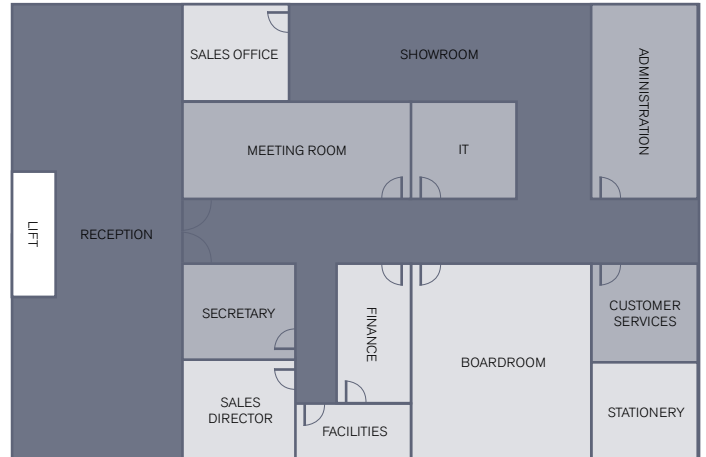 SALES OFFICE
SHOWROOM
ADMINISTRATION
MEETING ROOM
IT
LIFT
RECEPTION
SECRETARY
FINANCE
CUSTOMER
SERVICES
BOARDROOM
SALES
DIRECTOR
FACILITIES
STATIONERY